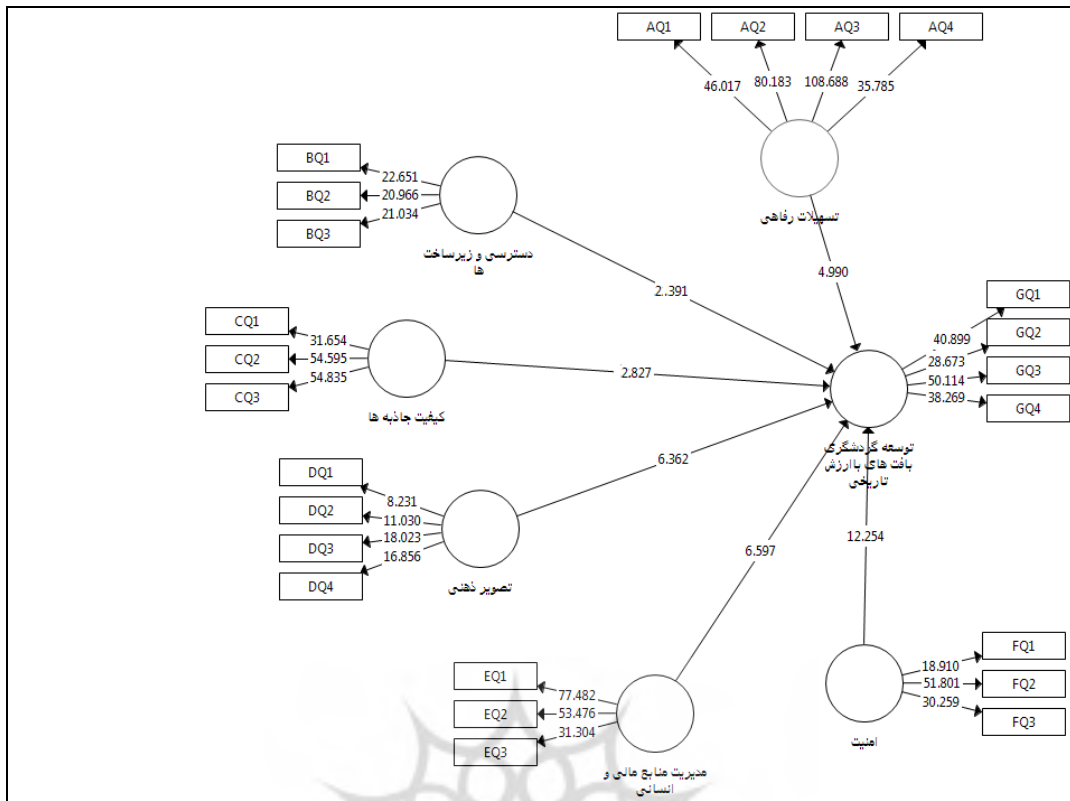 AQ1 AQ2 AQ3 AQ4
46.017 80.183 108.688 35.785
تسهیلات رفاهی
4.990
BQ1
BQ2
BQ3
22.651
20.966
21.034
دسترسی و زیرساخت
ها
2.391
CQ1
CQ2
CQ3
31.654
54.595
54.835
کیفیت جاذبه ها
2.827
GQ1
GQ2
GQ3
GQ4
40.899
28.673
50.114
38.269
توسعه گردشگری
بافت های باارزش
تاریخی
DQ1
DQ2
DQ3
DQ4
8.231
11.030
18.023
16.856
تصویر ذهنی
6.362
EQ1
EQ2
EQ3
77.482
53.476
31.304
مدیریت منابع مالی و
انسانی
6.597
12.254
FQ1
FQ2
FQ3
18.910
51.801
30.259
امنیت